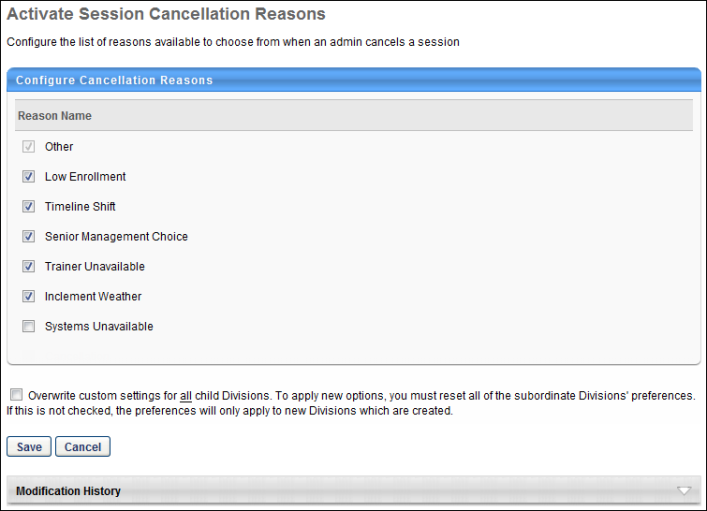 Activate Session Cancellation Reasons
Configure the list of reasons available to choose from when an admin cancels a session
Configure Cancellation Reasons
Reason Name
Other
Low Enrollment
Timeline Shift
Senior Management Choice
Trainer Unavailable
Inclement Weather
Systems Unavailable
Overwrite custom settings for all child Divisions. To apply new options, you must reset all of the subordinate Divisions' preferences.
If this is not checked, the preferences will only apply to new Divisions which are created.
Save Cancel
Modification History